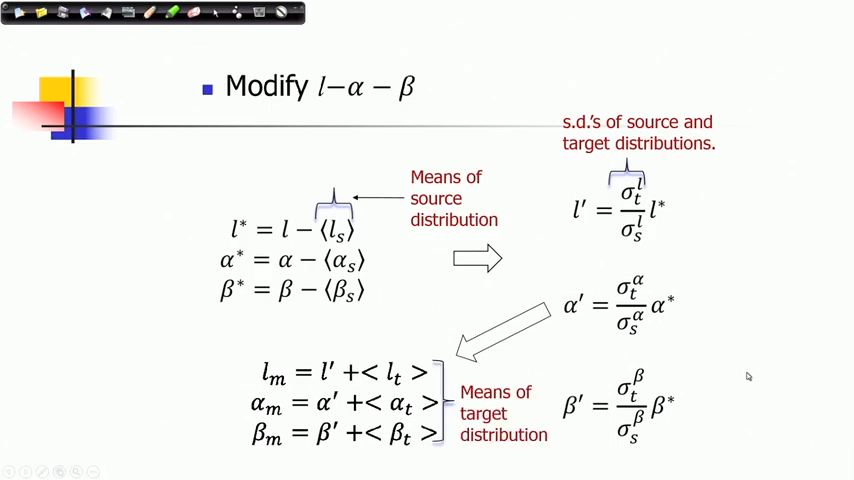 Modify l−α − β
s.d.'s of source and
target distributions.
Means of
source
distribution
l* = l − ⟨l_s⟩
α* = α − ⟨α_s⟩
β* = β − ⟨β_s⟩
l′ = σ_t^l / σ_s^l l*
α′ = σ_t^α / σ_s^α α*
β′ = σ_t^β / σ_s^β β*
l_m = l′ +< l_t >
α_m = α′ +< α_t >
β_m = β′ +< β_t >
Means of
target
distribution